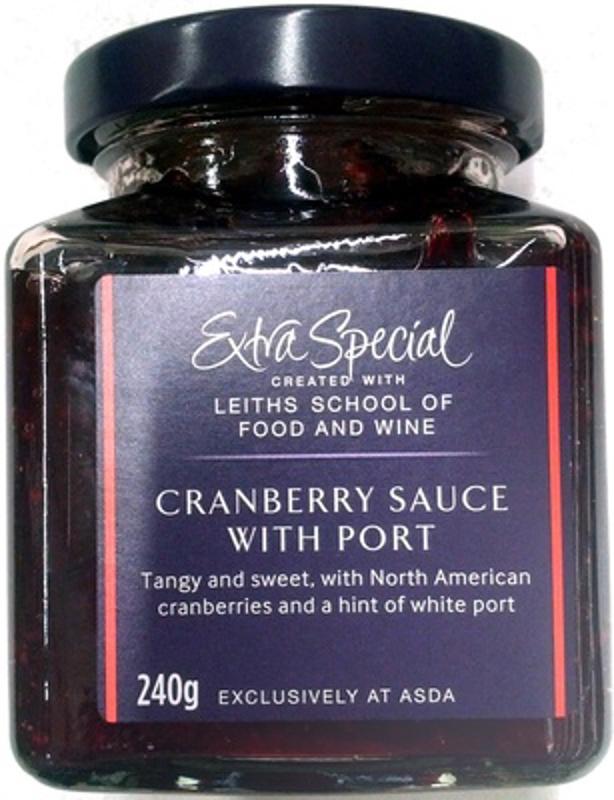 Extra Special
CREATED WITH
LEITHS SCHOOL OF
FOOD AND WINE
CRANBERRY SAUCE
WITH PORT
Tangy and sweet, with North American
cranberries and a hint of white port
240g EXCLUSIVELY AT ASDA